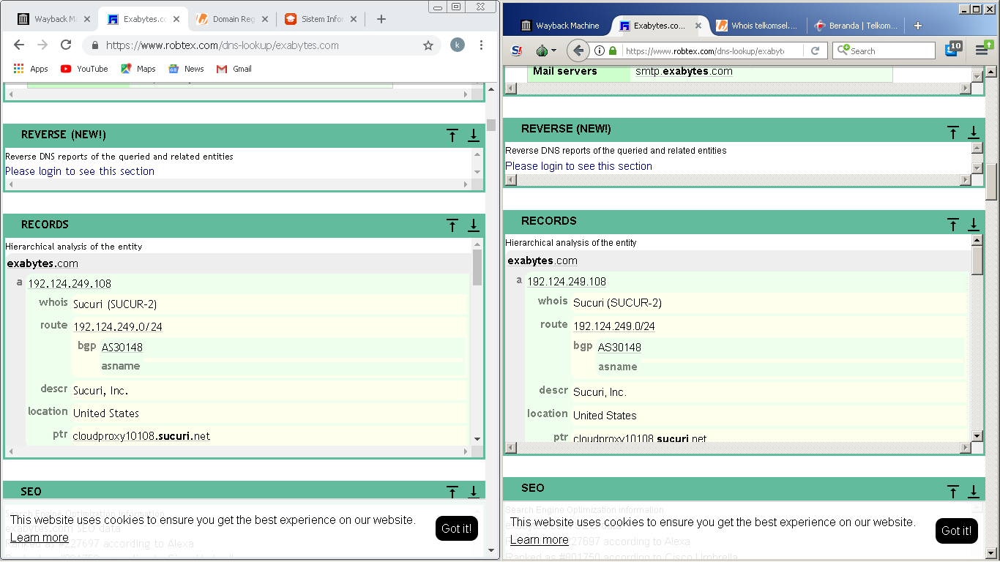 Wayback Ma
Exabytes.co
Domain Reg
Sistem Infor
https://www.robtex.com/dns-lookup/exabytes.com
k
Apps
YouTube
Maps
News
Gmail
REVERSE (NEW!)
Reverse DNS reports of the queried and related entities
Please login to see this section
RECORDS
Hierarchical analysis of the entity
exabytes.com
a 192.124.249.108
whois Sucuri (SUCUR-2)
route 192.124.249.0/24
bgp AS30148
asname
descr Sucuri, Inc.
location United States
ptr cloudproxy10108.sucuri.net
SEO
Search Engine Optimization information
exabytes.com SEO data
This website uses cookies to ensure you get the best experience on our website.
Learn more
Got it!
Ranked as #227697 according to Alexa
Wayback Machine
Exabytes.co...
Whois telkomsel....
Beranda | Telkom...
https://www.robtex.com/dns-lookup/exabyte
Search
10
Mail servers smtp.exabytes.com
REVERSE (NEW!)
Reverse DNS reports of the queried and related entities
Please login to see this section
RECORDS
Hierarchical analysis of the entity
exabytes.com
a 192.124.249.108
whois Sucuri (SUCUR-2)
route 192.124.249.0/24
bgp AS30148
asname
descr Sucuri, Inc.
location United States
ptr cloudproxy10108.sucuri.net
SEO
Search Engine Optimization information
This website uses cookies to ensure you get the best experience on our website.
Learn more
Got it!
27697 according to Alexa
Ranked as #901750 according to Cisco Umbrella